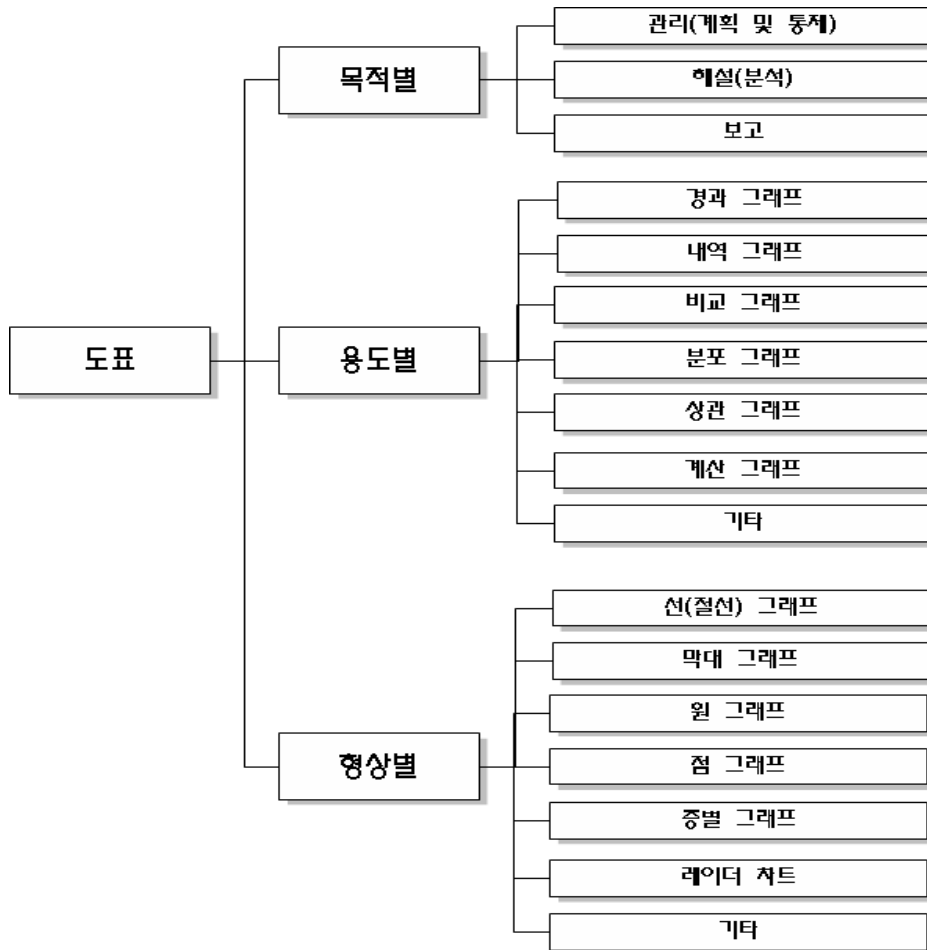 관리(계획 및 통제)
목적별
해설(분석)
보고
경과 그래프
내역 그래프
비교 그래프
도표
용도별
분포 그래프
상관 그래프
계산 그래프
기타
선(절선) 그래프
막대 그래프
원 그래프
형상별
점 그래프
층별 그래프
레이더 차트
기타